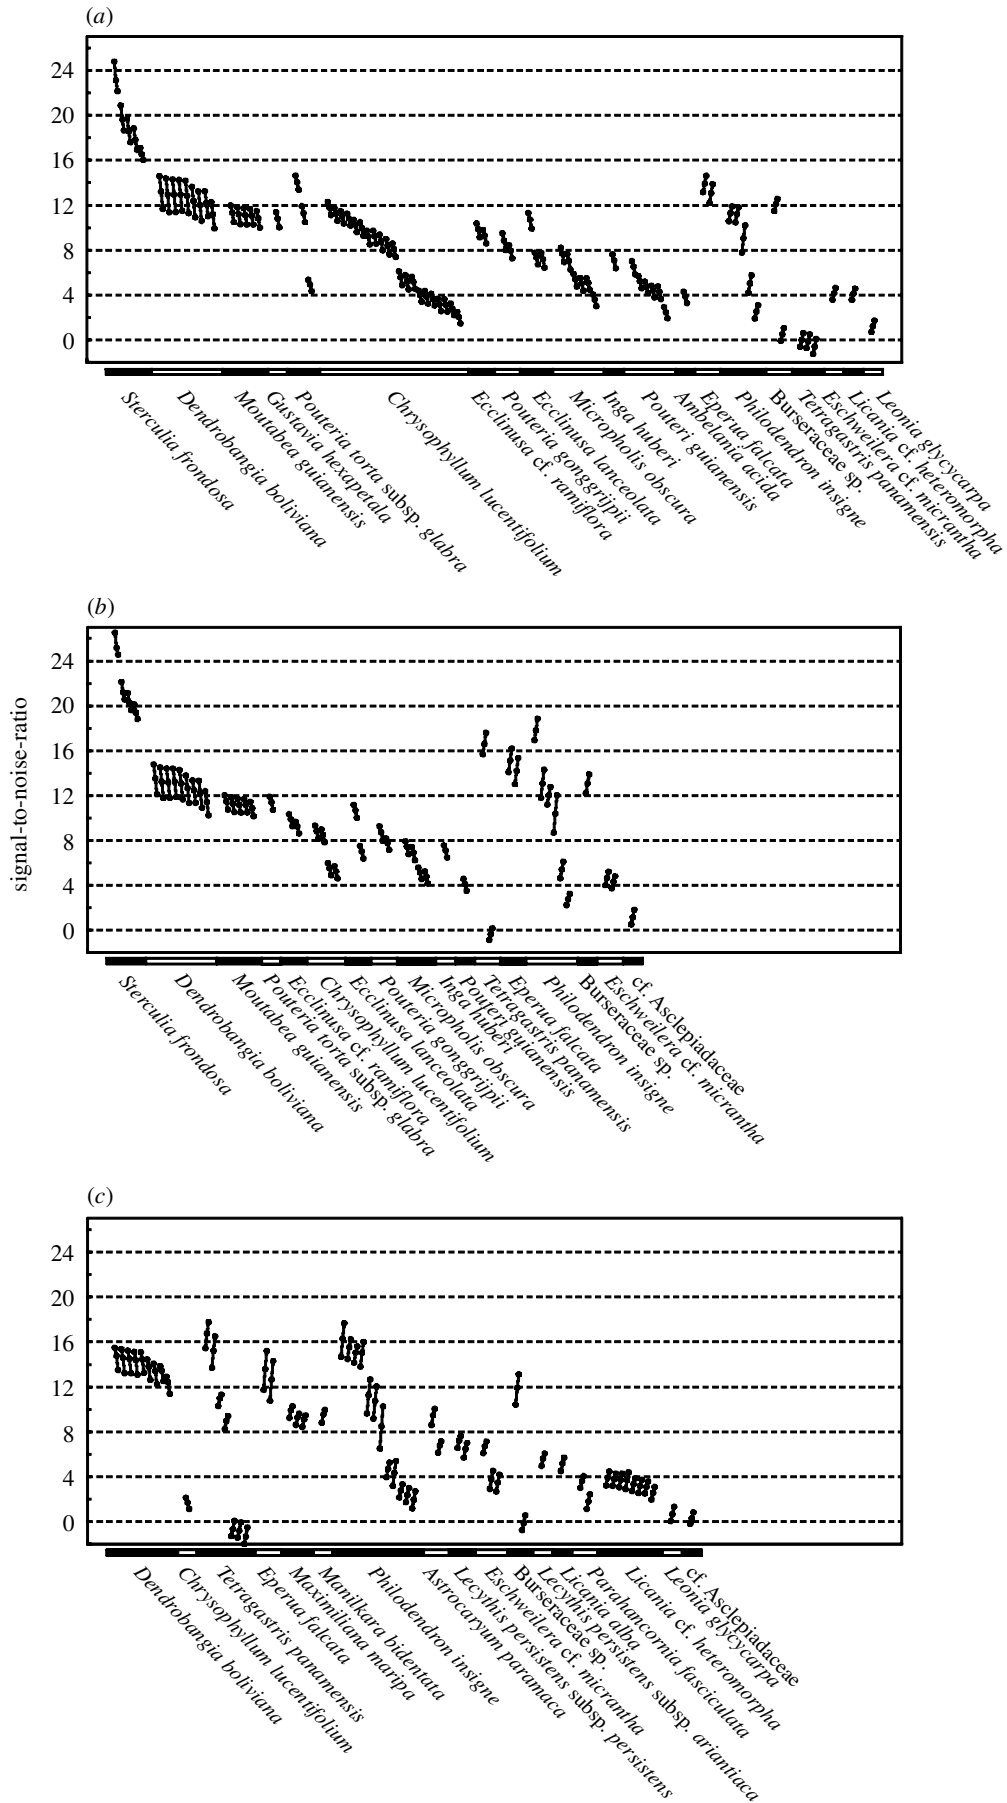 (a)
24
20
16
12
8
4
0
Sterculia frondosa
Dendrobangia boliviana
Moutabea guianensis
Gustavia hexapetala
Pouteria torta subsp. glabra
Chrysophyllum lucentifolium
Ecclinusa cf. ramiflora
Pouteria gonggrijpii
Ecclinusa lanceolata
Micropholis obscura
Inga huberi
Pouteri guianensis
Ambelania acida
Eperua falcata
Philodendron insigne
Burseraceae sp.
Tetragastris panamensis
Eschweilera cf. micrantha
Licania cf. heteromorpha
Leonia glycycarpa
(b)
signal-to-noise-ratio
24
20
16
12
8
4
0
Sterculia frondosa
Dendrobangia boliviana
Moutabea guianensis
Pouteria torta subsp. glabra
Ecclinusa cf. ramiflora
Chrysophyllum lucentifolium
Ecclinusa lanceolata
Pouteria gonggrijpii
Micropholis obscura
Inga huberi
Pouteri guianensis
Tetragastris panamensis
Eperua falcata
Philodendron insigne
Burseraceae sp.
Eschweilera cf. micrantha
cf. Asclepiadaceae
(c)
24
20
16
12
8
4
0
Dendrobangia boliviana
Chrysophyllum lucentifolium
Tetragastris panamensis
Eperua falcata
Maximiliana maripa
Manilkara bidentata
Philodendron insigne
Astrocaryum paramaca
Lecythis persistens subsp. persistens
Eschweilera cf. micrantha
Burseraceae sp.
Lecythis persistens subsp. ariantiaca
Licania alba
Parahancornia fasciculata
Licania cf. heteromorpha
Leonia glycycarpa
cf. Asclepiadaceae